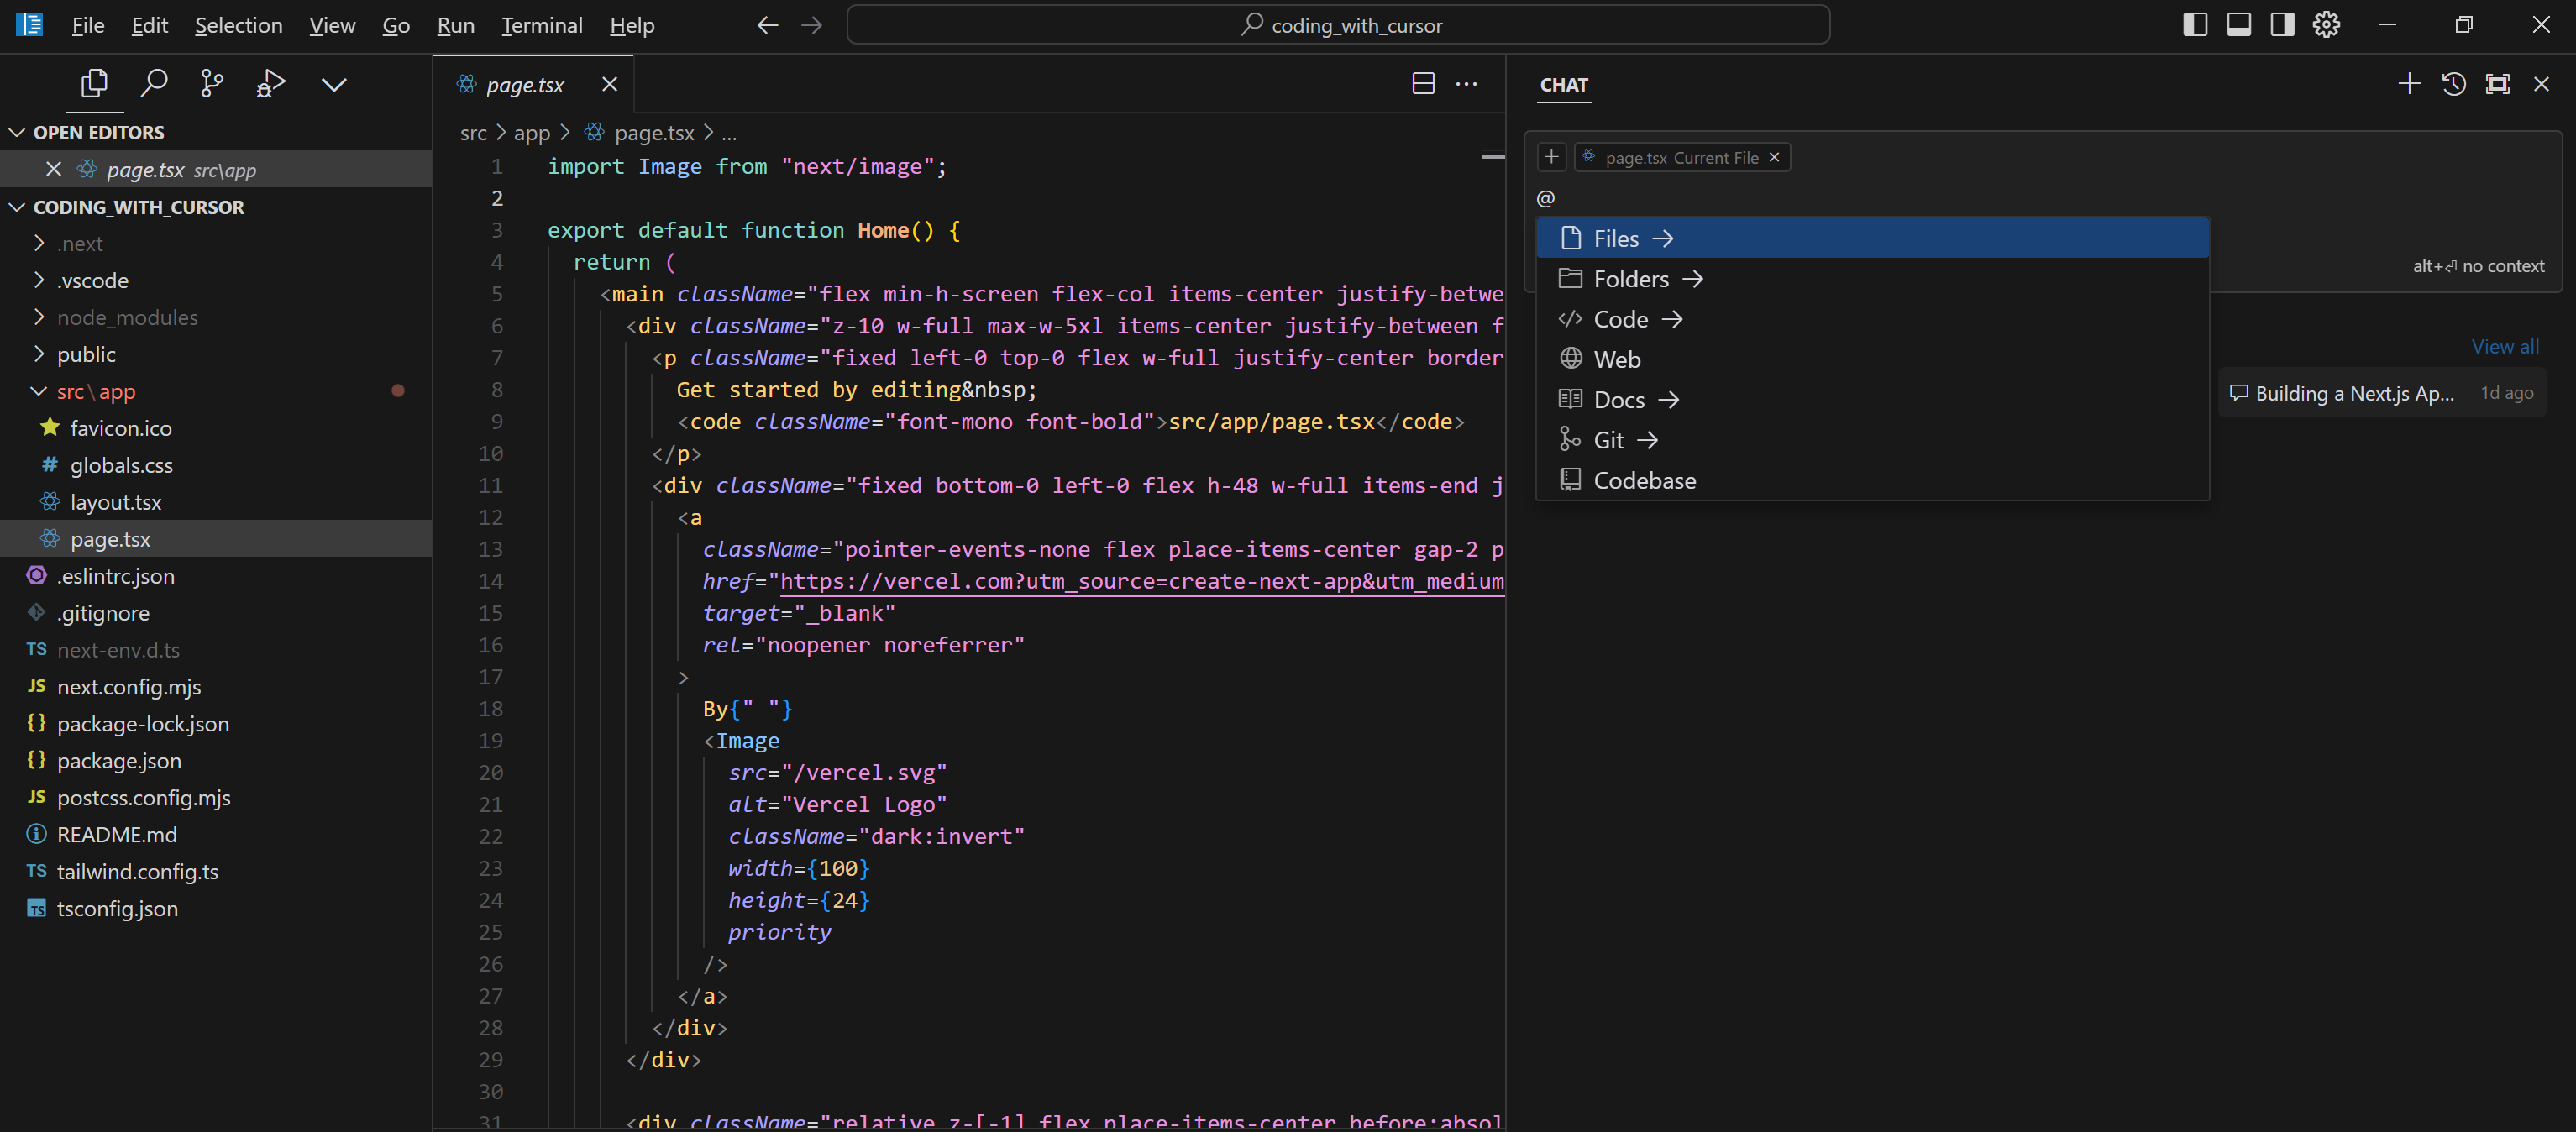 File Edit Selection View Go Run Terminal Help
coding_with_cursor
OPEN EDITORS
page.tsx src\app
CODING_WITH_CURSOR
.next
.vscode
node_modules
public
src\app
favicon.ico
globals.css
layout.tsx
page.tsx
.eslintrc.json
.gitignore
TS next-env.d.ts
JS next.config.mjs
{} package-lock.json
{} package.json
JS postcss.config.mjs
README.md
TS tailwind.config.ts
TS tsconfig.json
page.tsx
src > app > page.tsx > ...
1 import Image from "next/image";
2
3 export default function Home() {
4 return (
5 <main className="flex min-h-screen flex-col items-center justify-betwe
6 <div className="z-10 w-full max-w-5xl items-center justify-between f
7 <p className="fixed left-0 top-0 flex w-full justify-center border
8 Get started by editing&nbsp;
9 <code className="font-mono font-bold">src/app/page.tsx</code>
10 </p>
11 <div className="fixed bottom-0 left-0 flex h-48 w-full items-end j
12 <a
13 className="pointer-events-none flex place-items-center gap-2 p
14 href="https://vercel.com?utm_source=create-next-app&utm_medium
15 target="_blank"
16 rel="noopener noreferrer"
17 >
18 By{" "}
19 <Image
20 src="/vercel.svg"
21 alt="Vercel Logo"
22 className="dark:invert"
23 width={100}
24 height={24}
25 priority
26 />
27 </a>
28 </div>
29 </div>
30
31 <div className="relative z-[-1] flex place-items-center before:absol
CHAT
page.tsx Current File
@
Files →
Folders →
Code →
Web
Docs →
Git →
Codebase
alt+⏎ no context
View all
Building a Next.js Ap... 1d ago